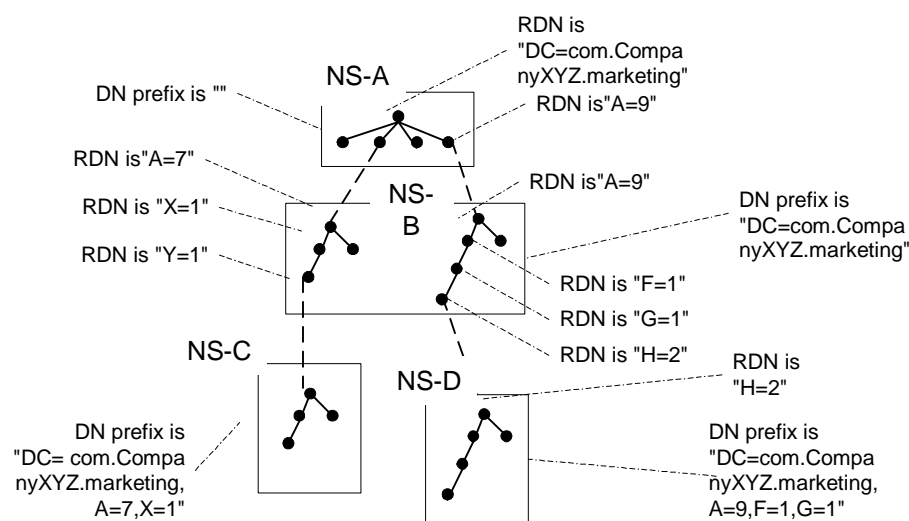 RDN is
"DC=com.Compa
nyXYZ.marketing"
NS-A
DN prefix is ""
RDN is"A=9"
RDN is"A=7"
NS-
B
RDN is"A=9"
RDN is "X=1"
DN prefix is
"DC=com.Compa
nyXYZ.marketing"
RDN is "Y=1"
RDN is "F=1"
RDN is "G=1"
RDN is "H=2"
NS-C
NS-D
RDN is
"H=2"
DN prefix is
"DC= com.Compa
nyXYZ.marketing,
A=7,X=1"
DN prefix is
"DC=com.Compa
nyXYZ.marketing,
A=9,F=1,G=1"